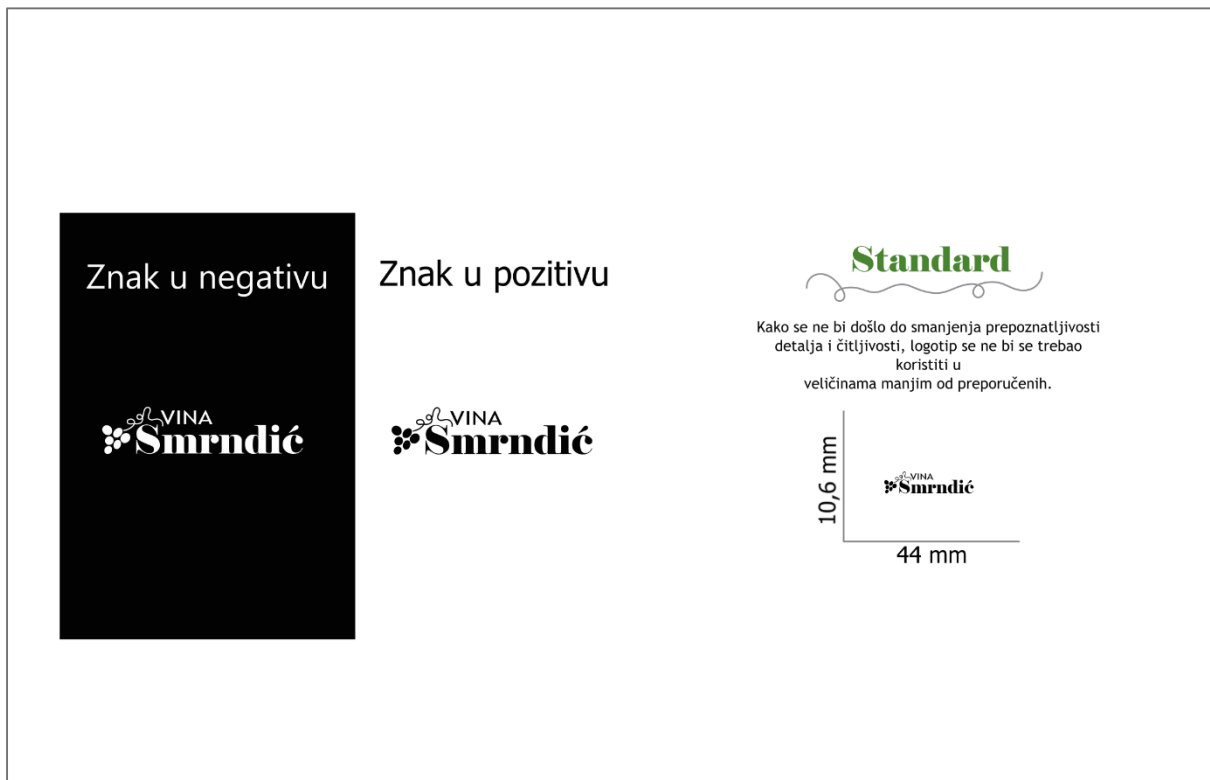 Znak u negativu
VINA
Smrndić
Znak u pozitivu
VINA
Smrndić
Standard
Kako se ne bi došlo do smanjenja prepoznatljivosti
detalja i čitljivosti, logotip se ne bi se trebao
koristiti u
veličinama manjim od preporučenih.
10,6 mm
VINA
Smrndić
44 mm